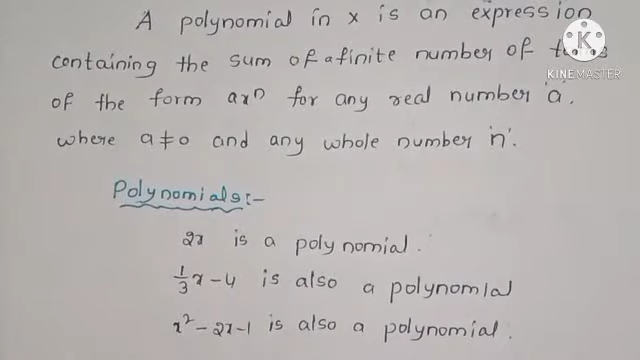 A polynomial in x is an expression
containing the sum of a finite number of
of the form axⁿ for any real number 'a'.
where a ≠ 0 and any whole number 'n'.
Polynomials:-
2x is a polynomial.
1/3 x - 4 is also a polynomial
x² - 2x - 1 is also a polynomial.
KINEMASTER